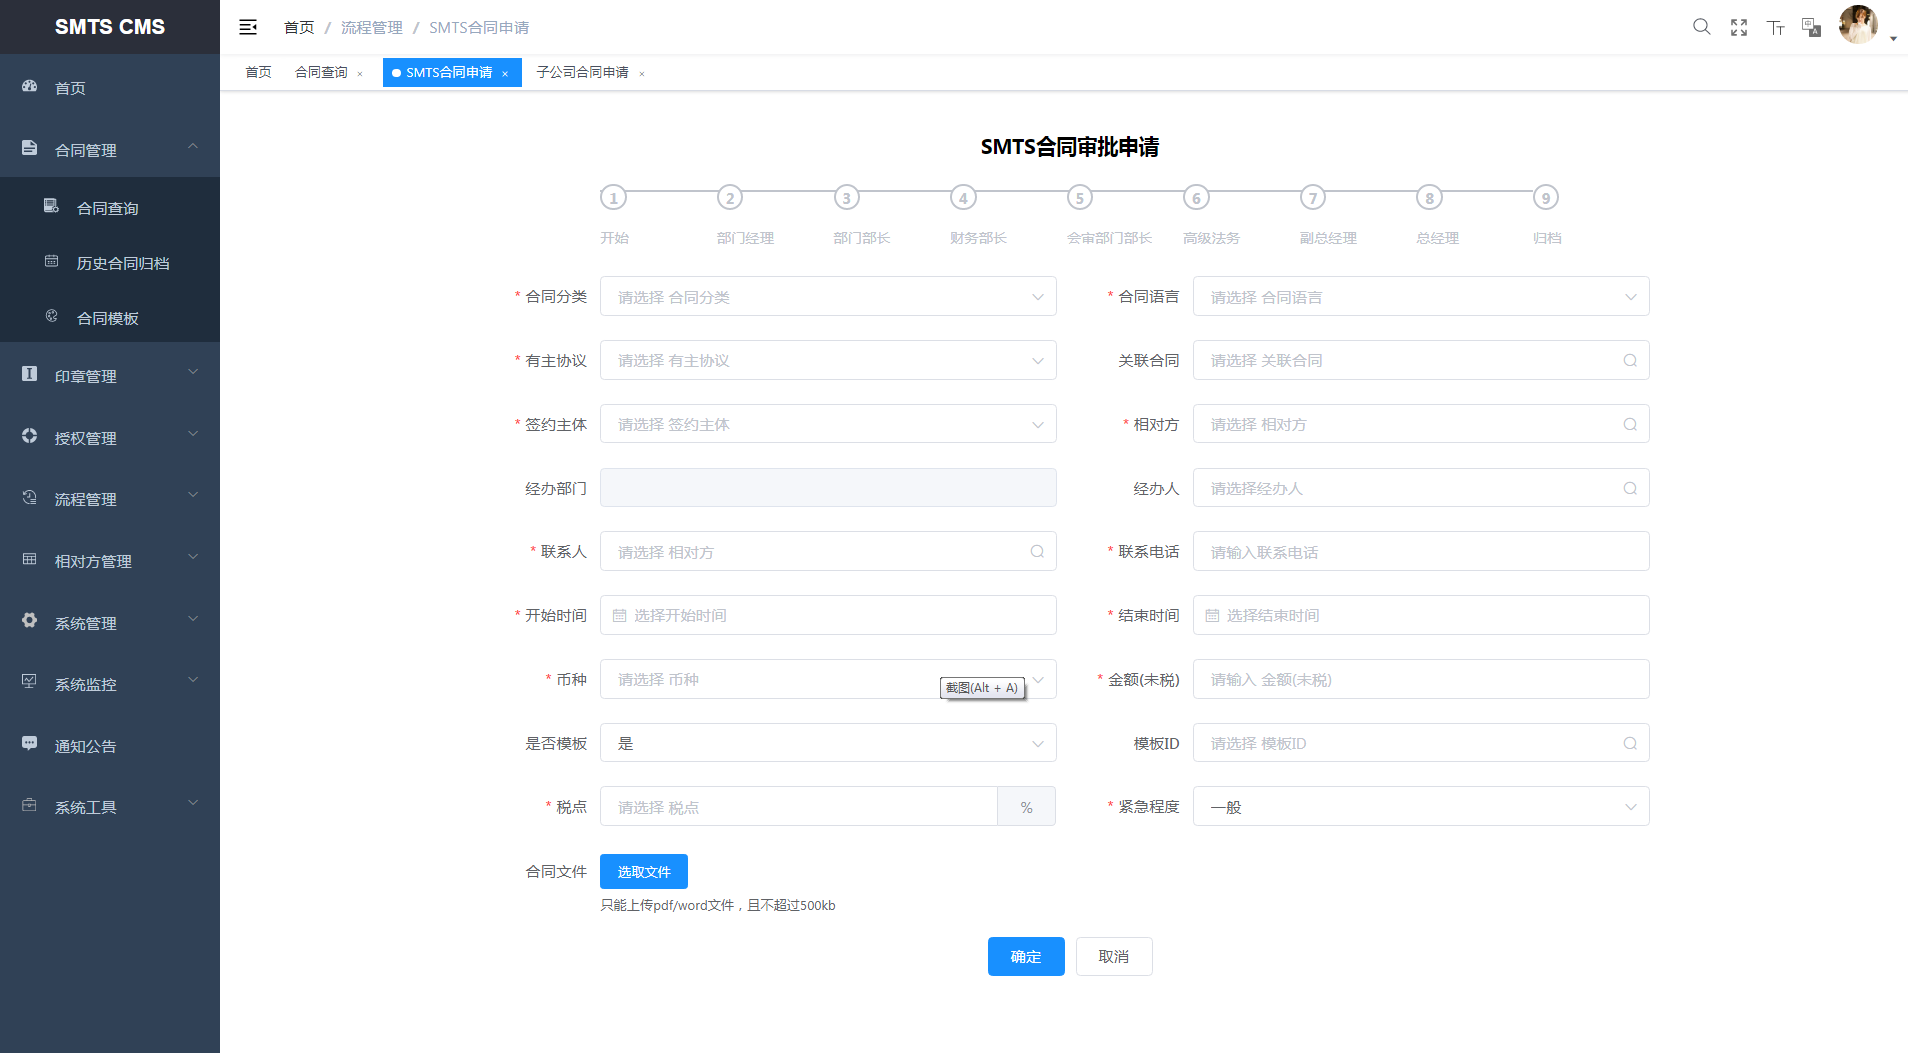 SMTS CMS
首页 / 流程管理 / SMTS合同申请
首页 合同查询 × SMTS合同申请 × 子公司合同申请 ×
首页
合同管理
合同查询
历史合同归档
合同模板
印章管理
授权管理
流程管理
相对方管理
系统管理
系统监控
通知公告
系统工具
SMTS合同审批申请
1 2 3 4 5 6 7 8 9
开始 部门经理 部门部长 财务部长 会审部门部长 高级法务 副总经理 总经理 归档
* 合同分类 请选择 合同分类 * 合同语言 请选择 合同语言
* 有主协议 请选择 有主协议 关联合同 请选择 关联合同
* 签约主体 请选择 签约主体 * 相对方 请选择 相对方
经办部门 经办人 请选择经办人
* 联系人 请选择 相对方 * 联系电话 请输入联系电话
* 开始时间 选择开始时间 * 结束时间 选择结束时间
* 币种 请选择 币种 截图(Alt + A) * 金额(未税) 请输入 金额(未税)
是否模板 是 模板ID 请选择 模板ID
* 税点 请选择 税点 % * 紧急程度 一般
合同文件 选取文件
只能上传pdf/word文件，且不超过500kb
确定 取消